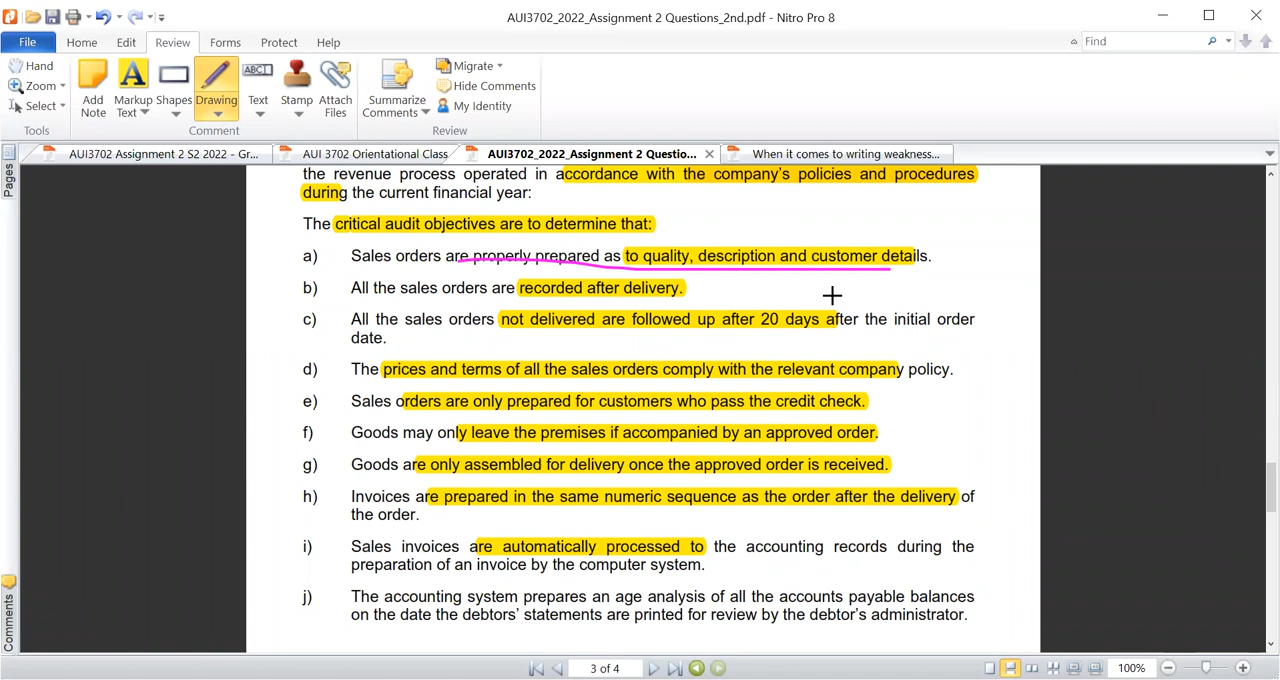 AUI3702_2022_Assignment 2 Questions_2nd.pdf - Nitro Pro 8
File Home Edit Review Forms Protect Help
Find
Hand
Zoom
Select
Tools
Add Note
Markup Text
Shapes
Drawing
ABC
Text
Stamp
Attach Files
Comment
Summarize Comments
Migrate
Hide Comments
My Identity
Review
AUI3702 Assignment 2 S2 2022 - Gr...
AUI 3702 Orientational Class
AUI3702_2022_Assignment 2 Questio...
When it comes to writing weakness...
Pages
the revenue process operated in accordance with the company's policies and procedures
during the current financial year:
The critical audit objectives are to determine that:
a) Sales orders are properly prepared as to quality, description and customer details.
b) All the sales orders are recorded after delivery.
c) All the sales orders not delivered are followed up after 20 days after the initial order
date.
d) The prices and terms of all the sales orders comply with the relevant company policy.
e) Sales orders are only prepared for customers who pass the credit check.
f) Goods may only leave the premises if accompanied by an approved order.
g) Goods are only assembled for delivery once the approved order is received.
h) Invoices are prepared in the same numeric sequence as the order after the delivery of
the order.
i) Sales invoices are automatically processed to the accounting records during the
preparation of an invoice by the computer system.
j) The accounting system prepares an age analysis of all the accounts payable balances
on the date the debtors' statements are printed for review by the debtor's administrator.
Comments
3 of 4
100%